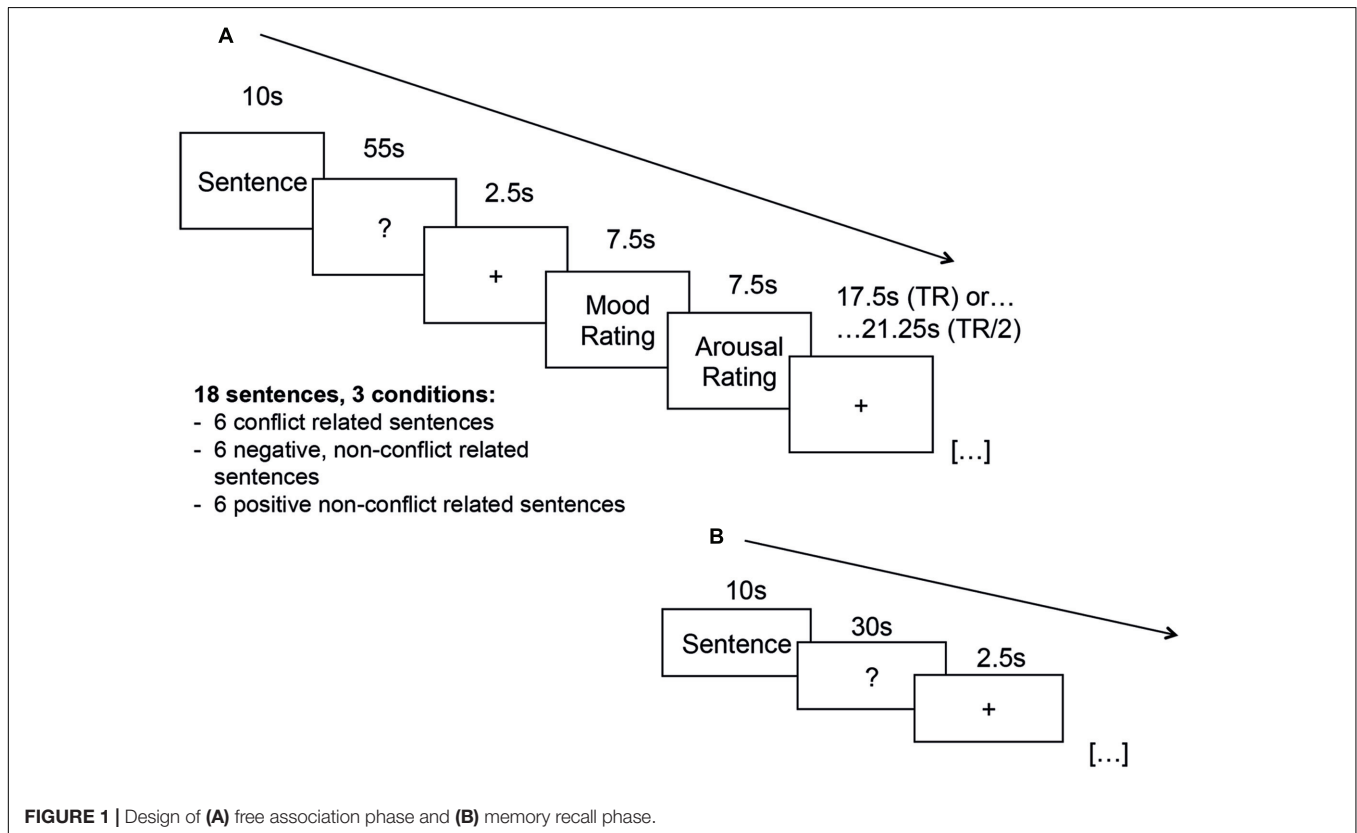 A
10s
Sentence
55s
?
2.5s
+
7.5s
Mood
Rating
7.5s
Arousal
Rating
17.5s (TR) or…
…21.25s (TR/2)
+
[…]
18 sentences, 3 conditions:
- 6 conflict related sentences
- 6 negative, non-conflict related
sentences
- 6 positive non-conflict related sentences
B
10s
Sentence
30s
?
2.5s
+
[…]
FIGURE 1 | Design of (A) free association phase and (B) memory recall phase.